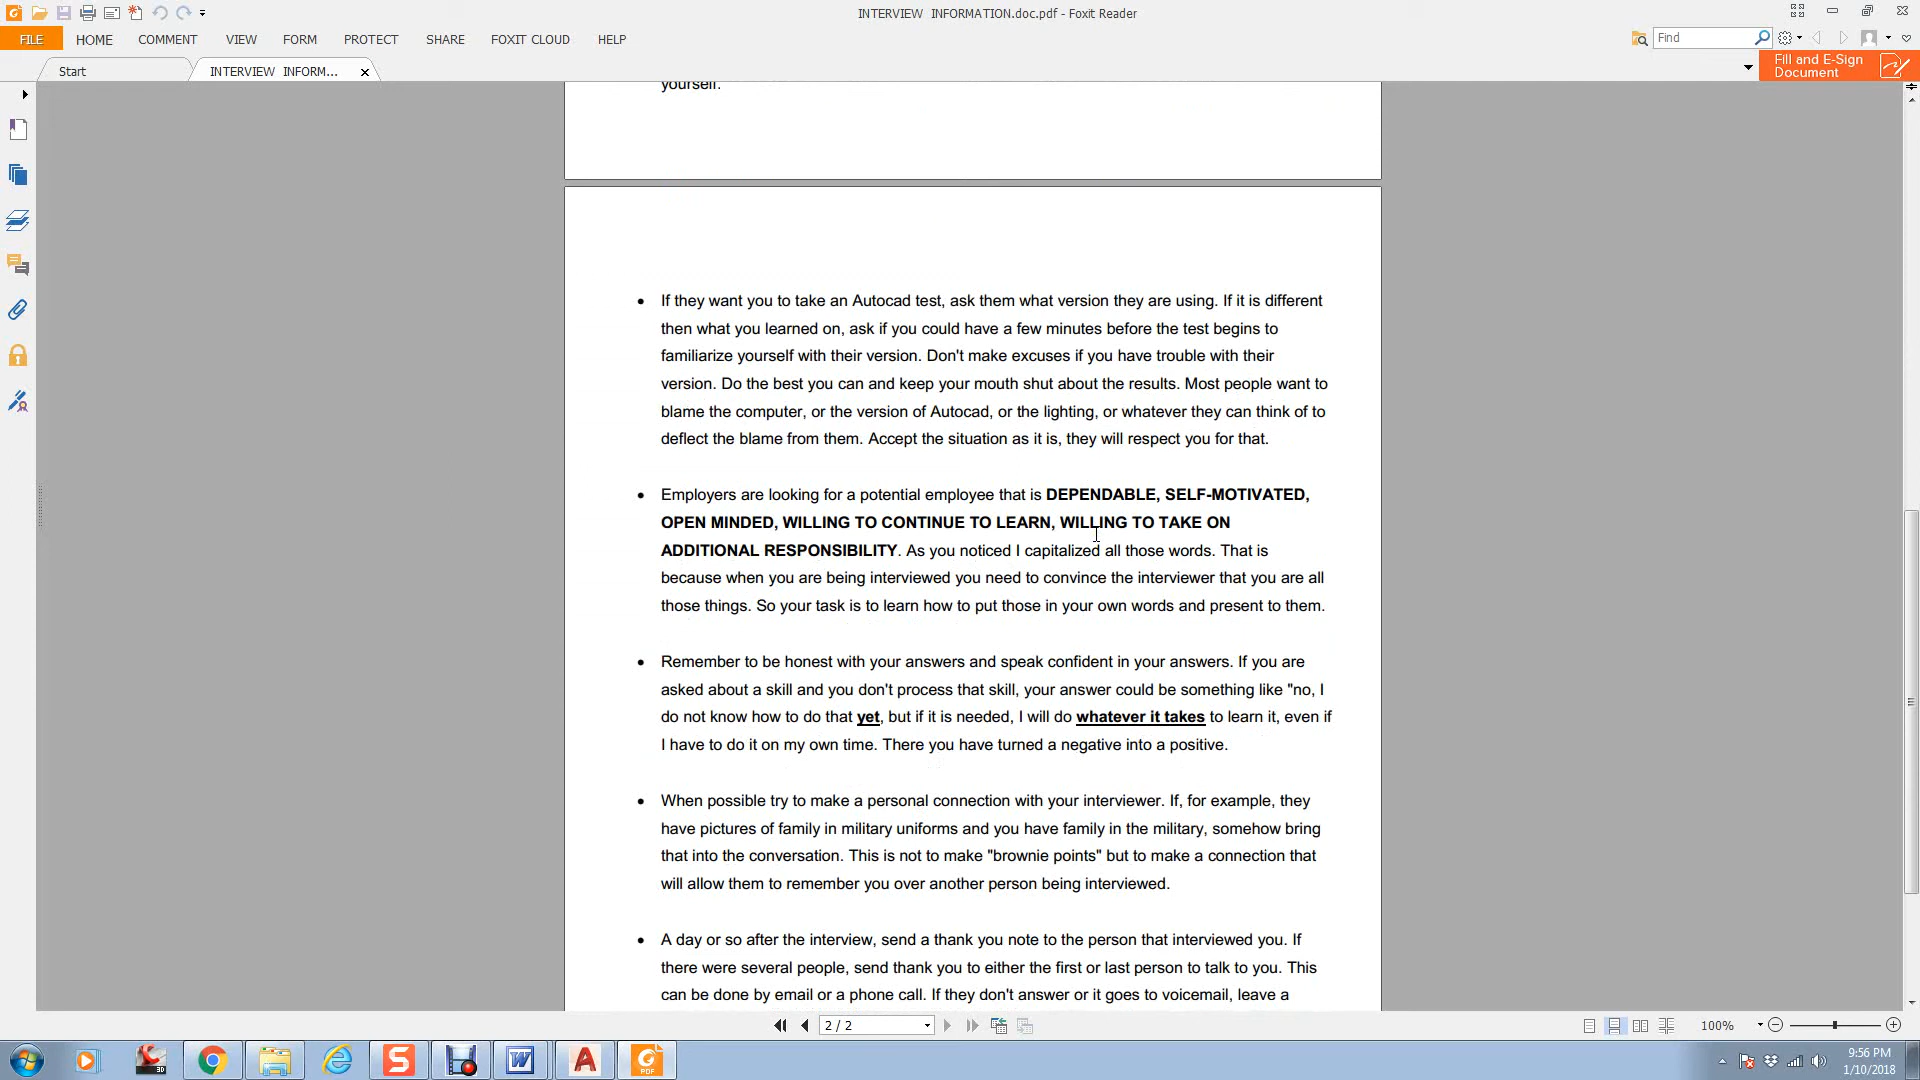 INTERVIEW INFORMATION.doc.pdf - Foxit Reader
FILE HOME COMMENT VIEW FORM PROTECT SHARE FOXIT CLOUD HELP
Find
Start
INTERVIEW INFORM...
Fill and E-Sign
Document
yourself.
• If they want you to take an Autocad test, ask them what version they are using. If it is different
then what you learned on, ask if you could have a few minutes before the test begins to
familiarize yourself with their version. Don't make excuses if you have trouble with their
version. Do the best you can and keep your mouth shut about the results. Most people want to
blame the computer, or the version of Autocad, or the lighting, or whatever they can think of to
deflect the blame from them. Accept the situation as it is, they will respect you for that.
• Employers are looking for a potential employee that is DEPENDABLE, SELF-MOTIVATED,
OPEN MINDED, WILLING TO CONTINUE TO LEARN, WILLING TO TAKE ON
ADDITIONAL RESPONSIBILITY. As you noticed I capitalized all those words. That is
because when you are being interviewed you need to convince the interviewer that you are all
those things. So your task is to learn how to put those in your own words and present to them.
• Remember to be honest with your answers and speak confident in your answers. If you are
asked about a skill and you don't process that skill, your answer could be something like "no, I
do not know how to do that yet, but if it is needed, I will do whatever it takes to learn it, even if
I have to do it on my own time. There you have turned a negative into a positive.
• When possible try to make a personal connection with your interviewer. If, for example, they
have pictures of family in military uniforms and you have family in the military, somehow bring
that into the conversation. This is not to make "brownie points" but to make a connection that
will allow them to remember you over another person being interviewed.
• A day or so after the interview, send a thank you note to the person that interviewed you. If
there were several people, send thank you to either the first or last person to talk to you. This
can be done by email or a phone call. If they don't answer or it goes to voicemail, leave a
2 / 2
100%
9:56 PM
1/10/2018